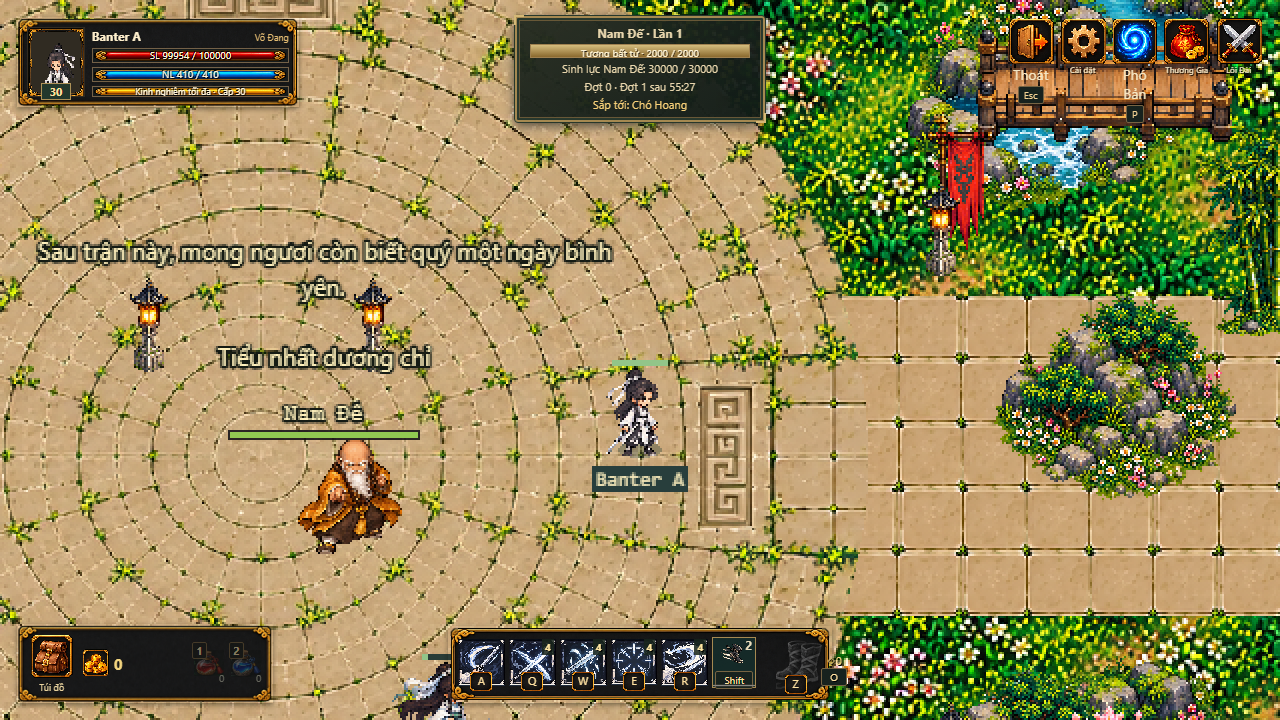 Banter A
Võ Đang
SL 99954 / 100000
NL 410 / 410
Kinh nghiệm tối đa - Cấp 30
30
Nam Đế · Lần 1
Tượng bất tử · 2000 / 2000
Sinh lực Nam Đế: 30000 / 30000
Đợt 0 · Đợt 1 sau 55:27
Sắp tới: Chó Hoang
Thoát
Esc
Cài đặt
Phó Bản
P
Thương Gia
Lôi Đài
Sau trận này, mong ngươi còn biết quý một ngày bình
yên.
Tiểu nhất dương chỉ
Nam Đế
Banter A
Túi đồ
0
1
0
2
0
A
4
Q
4
W
4
E
4
R
2
Shift
Z
O